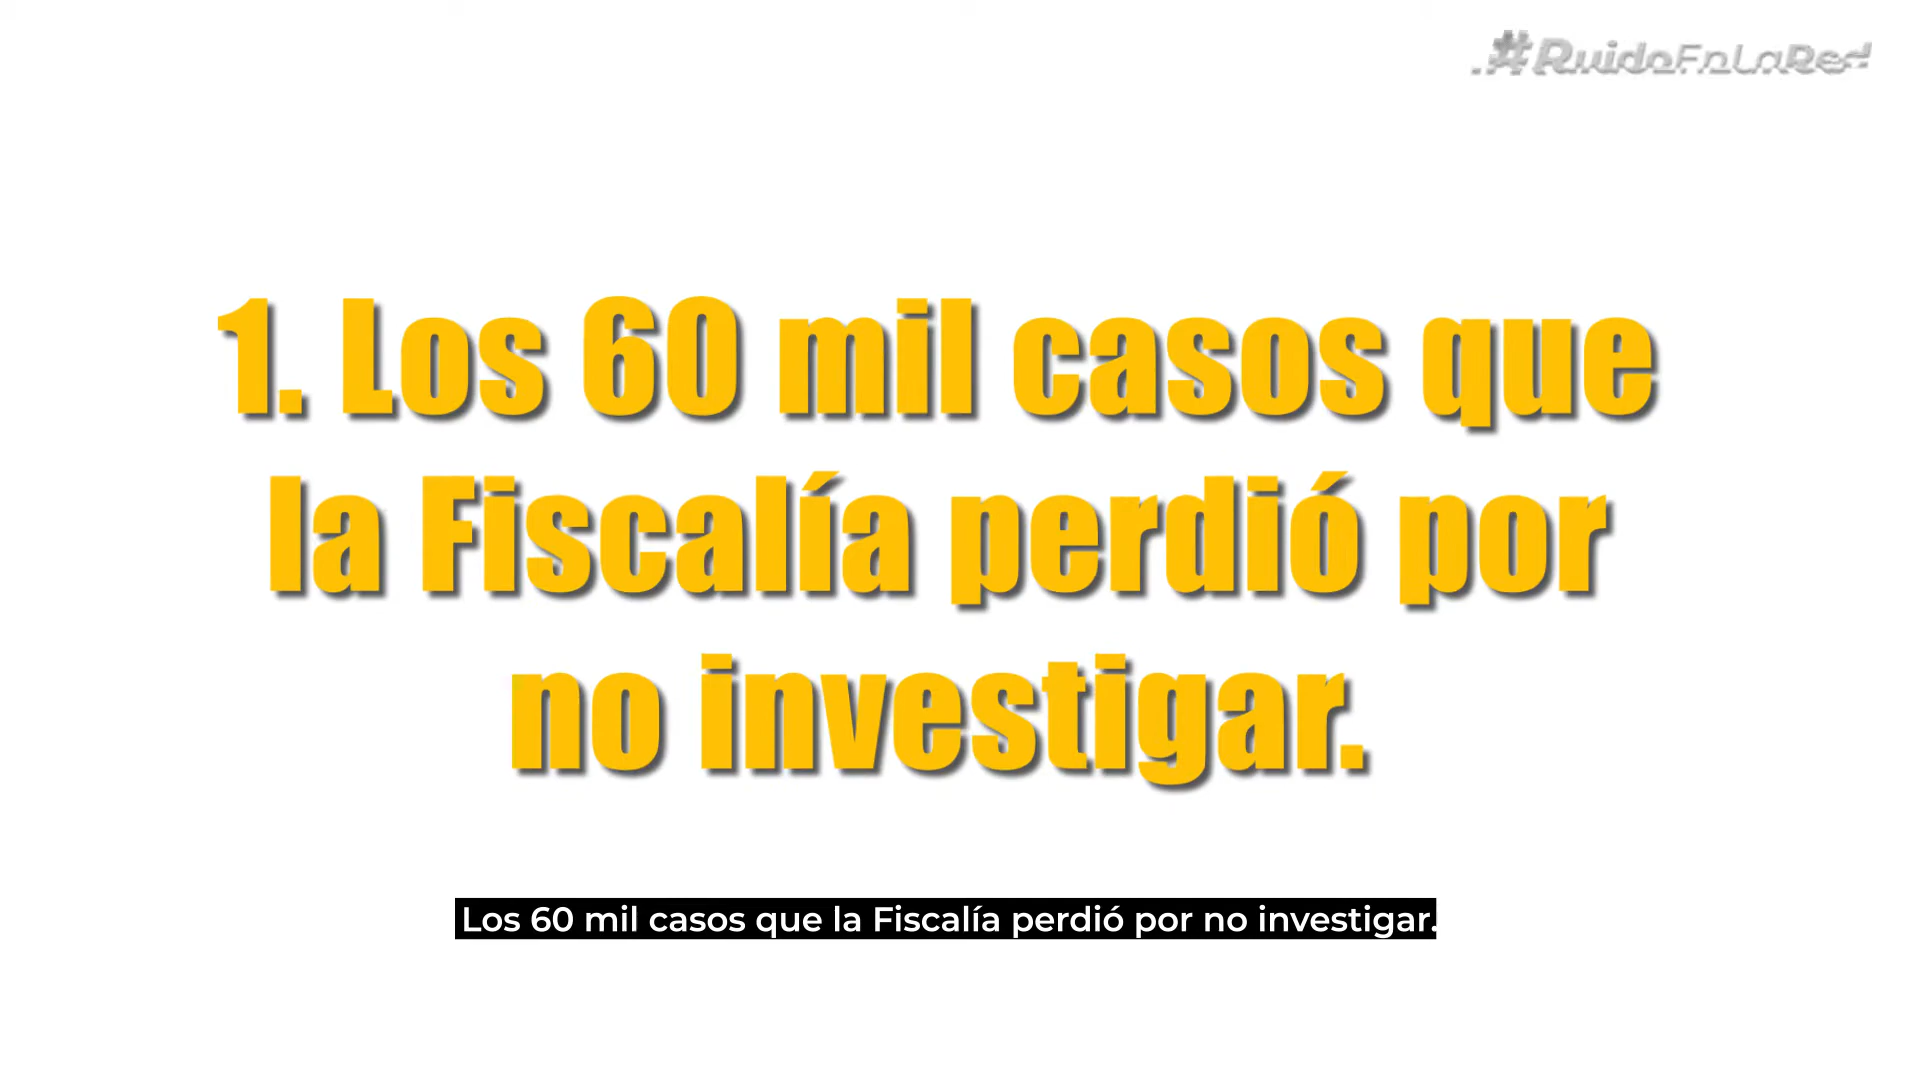 #RuidoEnLaRed
1. Los 60 mil casos que
la Fiscalía perdió por
no investigar.
Los 60 mil casos que la Fiscalía perdió por no investigar.